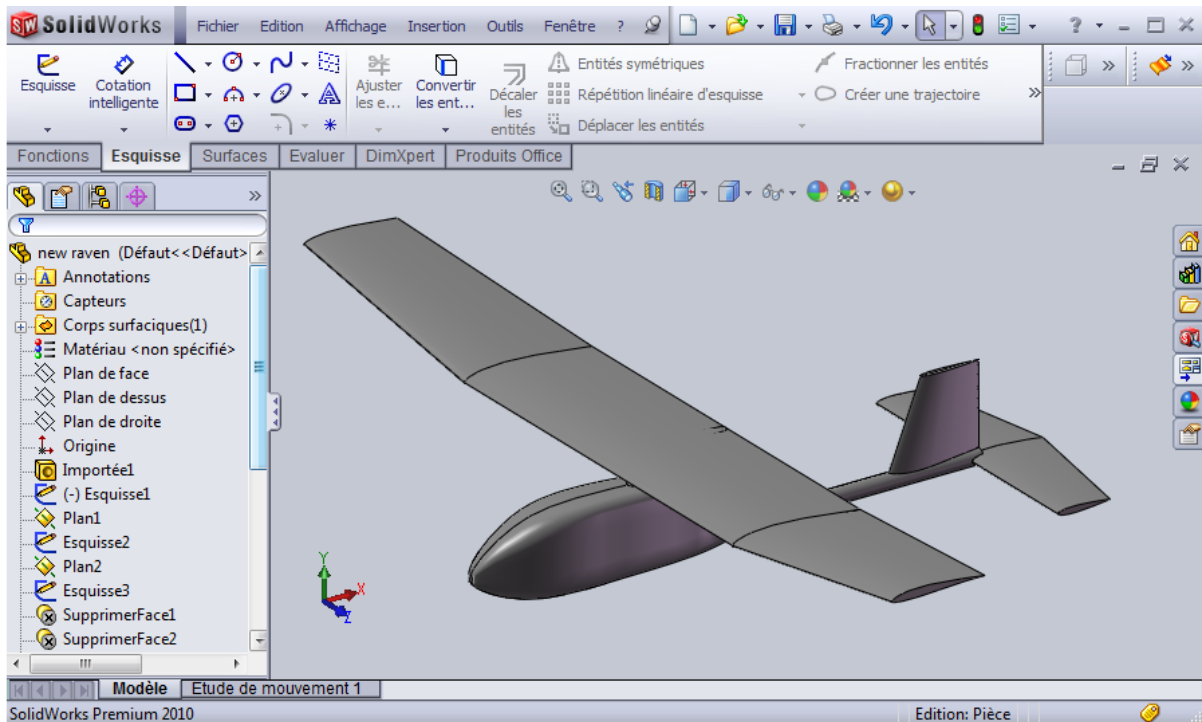 SolidWorks Fichier Edition Affichage Insertion Outils Fenêtre ?
Esquisse Cotation intelligente Ajuster les e... Convertir les ent... Décaler les entités
Entités symétriques Fractionner les entités
Répétition linéaire d'esquisse Créer une trajectoire
Déplacer les entités
Fonctions Esquisse Surfaces Evaluer DimXpert Produits Office
new raven (Défaut<<Défaut>
Annotations
Capteurs
Corps surfaciques(1)
Matériau <non spécifié>
Plan de face
Plan de dessus
Plan de droite
Origine
Importée1
(-) Esquisse1
Plan1
Esquisse2
Plan2
Esquisse3
SupprimerFace1
SupprimerFace2
Y
X
Z
Modèle Etude de mouvement 1
SolidWorks Premium 2010 Edition: Pièce